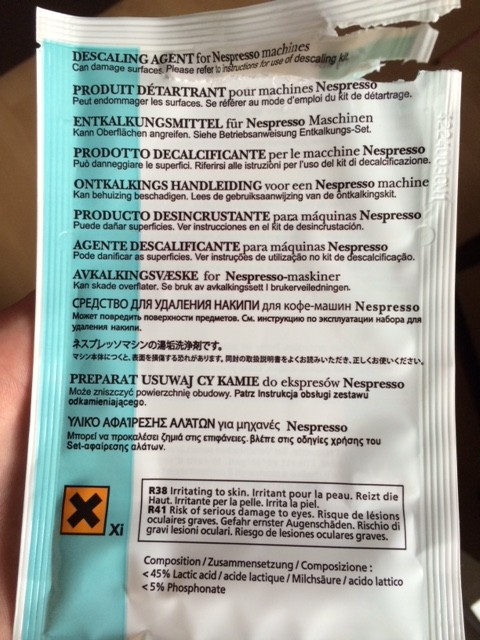 DESCALING AGENT for Nespresso machines
Can damage surfaces. Please refer to instructions for use of descaling kit.
PRODUIT DÉTARTRANT pour machines Nespresso
Peut endommager les surfaces. Se référer au mode d'emploi du kit de détartrage.
ENTKALKUNGSMITTEL für Nespresso Maschinen
Kann Oberflächen angreifen. Siehe Betriebsanweisung Entkalkungs-Set.
PRODOTTO DECALCIFICANTE per le macchine Nespresso
Può danneggiare le superfici. Riferirsi alle istruzioni per l'uso del kit di decalcificazione.
ONTKALKINGS HANDLEIDING voor een Nespresso machine
Kan behuizing beschadigen. Lees de gebruiksaanwijzing van de ontkalkingskit.
PRODUCTO DESINCRUSTANTE para máquinas Nespresso
Puede dañar superficies. Ver instrucciones en el kit de desincrustación.
AGENTE DESCALIFICANTE para máquinas Nespresso
Pode danificar as superfícies. Ver instruções de utilização no kit de descalcificação.
AVKALKINGSVÆSKE for Nespresso-maskiner
Kan skade overflater. Se bruk av avkalkingssett I brukerveiledningen.
СРЕДСТВО ДЛЯ УДАЛЕНИЯ НАКИПИ для кофе-машин Nespresso
Может повредить поверхности предметов. См. инструкцию по эксплуатации набора для
удаления накипи.
ネスプレッソマシンの湯垢洗浄剤です。
マシン本体につくと、表面を損傷する恐れがあります。同封の取扱説明書をよくお読みいただき、正しくお使いください。
PREPARAT USUWAJ CY KAMIE do ekspresów Nespresso
Może zniszczyć powierzchnię obudowy. Patrz Instrukcja obsługi zestawu
odkamieniającego.
ΥΛΙΚΟ ΑΦΑΙΡΕΣΗΣ ΑΛΑΤΩΝ για μηχανές Nespresso
Μπορεί να προκαλέσει ζημιά στις επιφάνειες. βλέπε στις οδηγίες χρήσης του
Set-αφαίρεσης αλάτων.
R38 Irritating to skin. Irritant pour la peau. Reizt die
Haut. Irritante per la pelle. Irrita la piel.
R41 Risk of serious damage to eyes. Risque de lésions
oculaires graves. Gefahr ernster Augenschäden. Rischio di
gravi lesioni oculari. Riesgo de lesiones oculares graves.
Xi
Composition / Zusammensetzung / Composizione :
< 45% Lactic acid / acide lactique / Milchsäure / acido lattico
< 5% Phosphonate